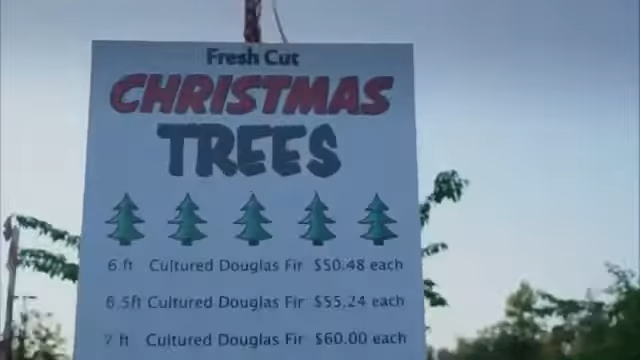 Fresh Cut
CHRISTMAS
TREES
6 ft Cultured Douglas Fir $50.48 each
6.5ft Cultured Douglas Fir $55.24 each
7 ft Cultured Douglas Fir $60.00 each